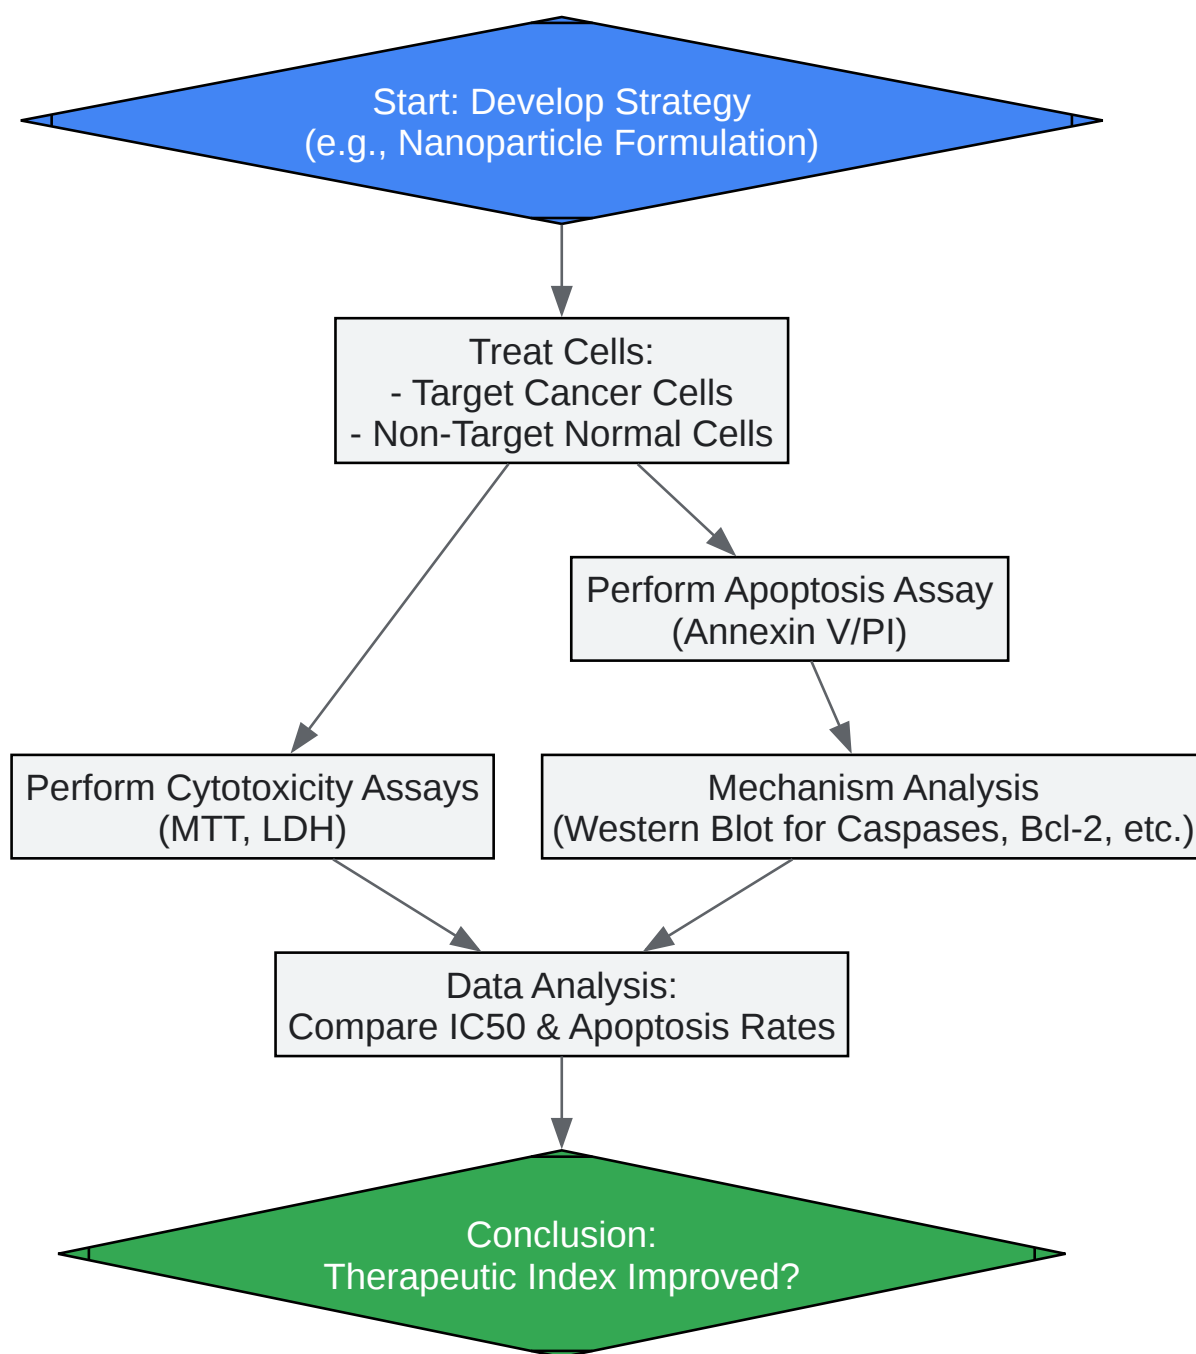 Start: Develop Strategy
(e.g., Nanoparticle Formulation)
Treat Cells:
- Target Cancer Cells
- Non-Target Normal Cells
Perform Apoptosis Assay
(Annexin V/PI)
Perform Cytotoxicity Assays
(MTT, LDH)
Mechanism Analysis
(Western Blot for Caspases, Bcl-2, etc.)
Data Analysis:
Compare IC50 & Apoptosis Rates
Conclusion:
Therapeutic Index Improved?